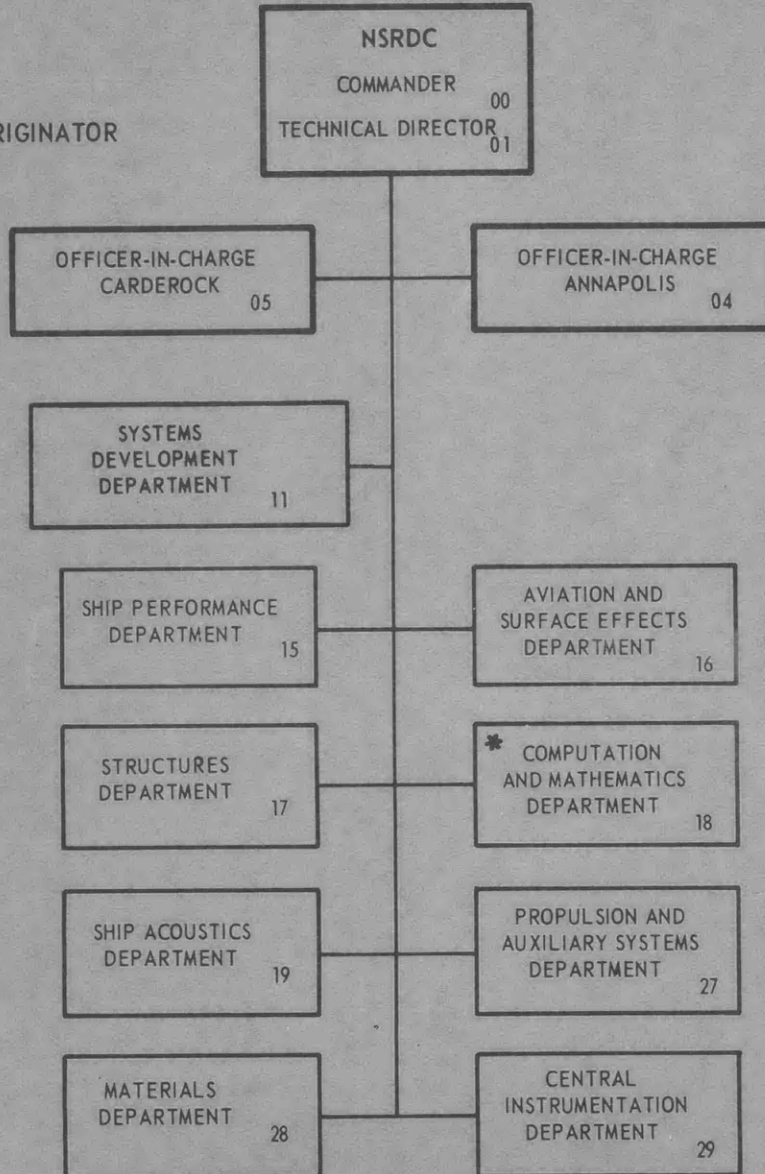 NSRDC
COMMANDER
00
TECHNICAL DIRECTOR
01
OFFICER-IN-CHARGE
CARDEROCK
05
OFFICER-IN-CHARGE
ANNAPOLIS
04
SYSTEMS
DEVELOPMENT
DEPARTMENT
11
SHIP PERFORMANCE
DEPARTMENT
15
AVIATION AND
SURFACE EFFECTS
DEPARTMENT
16
STRUCTURES
DEPARTMENT
17
* COMPUTATION
AND MATHEMATICS
DEPARTMENT
18
SHIP ACOUSTICS
DEPARTMENT
19
PROPULSION AND
AUXILIARY SYSTEMS
DEPARTMENT
27
MATERIALS
DEPARTMENT
28
CENTRAL
INSTRUMENTATION
DEPARTMENT
29